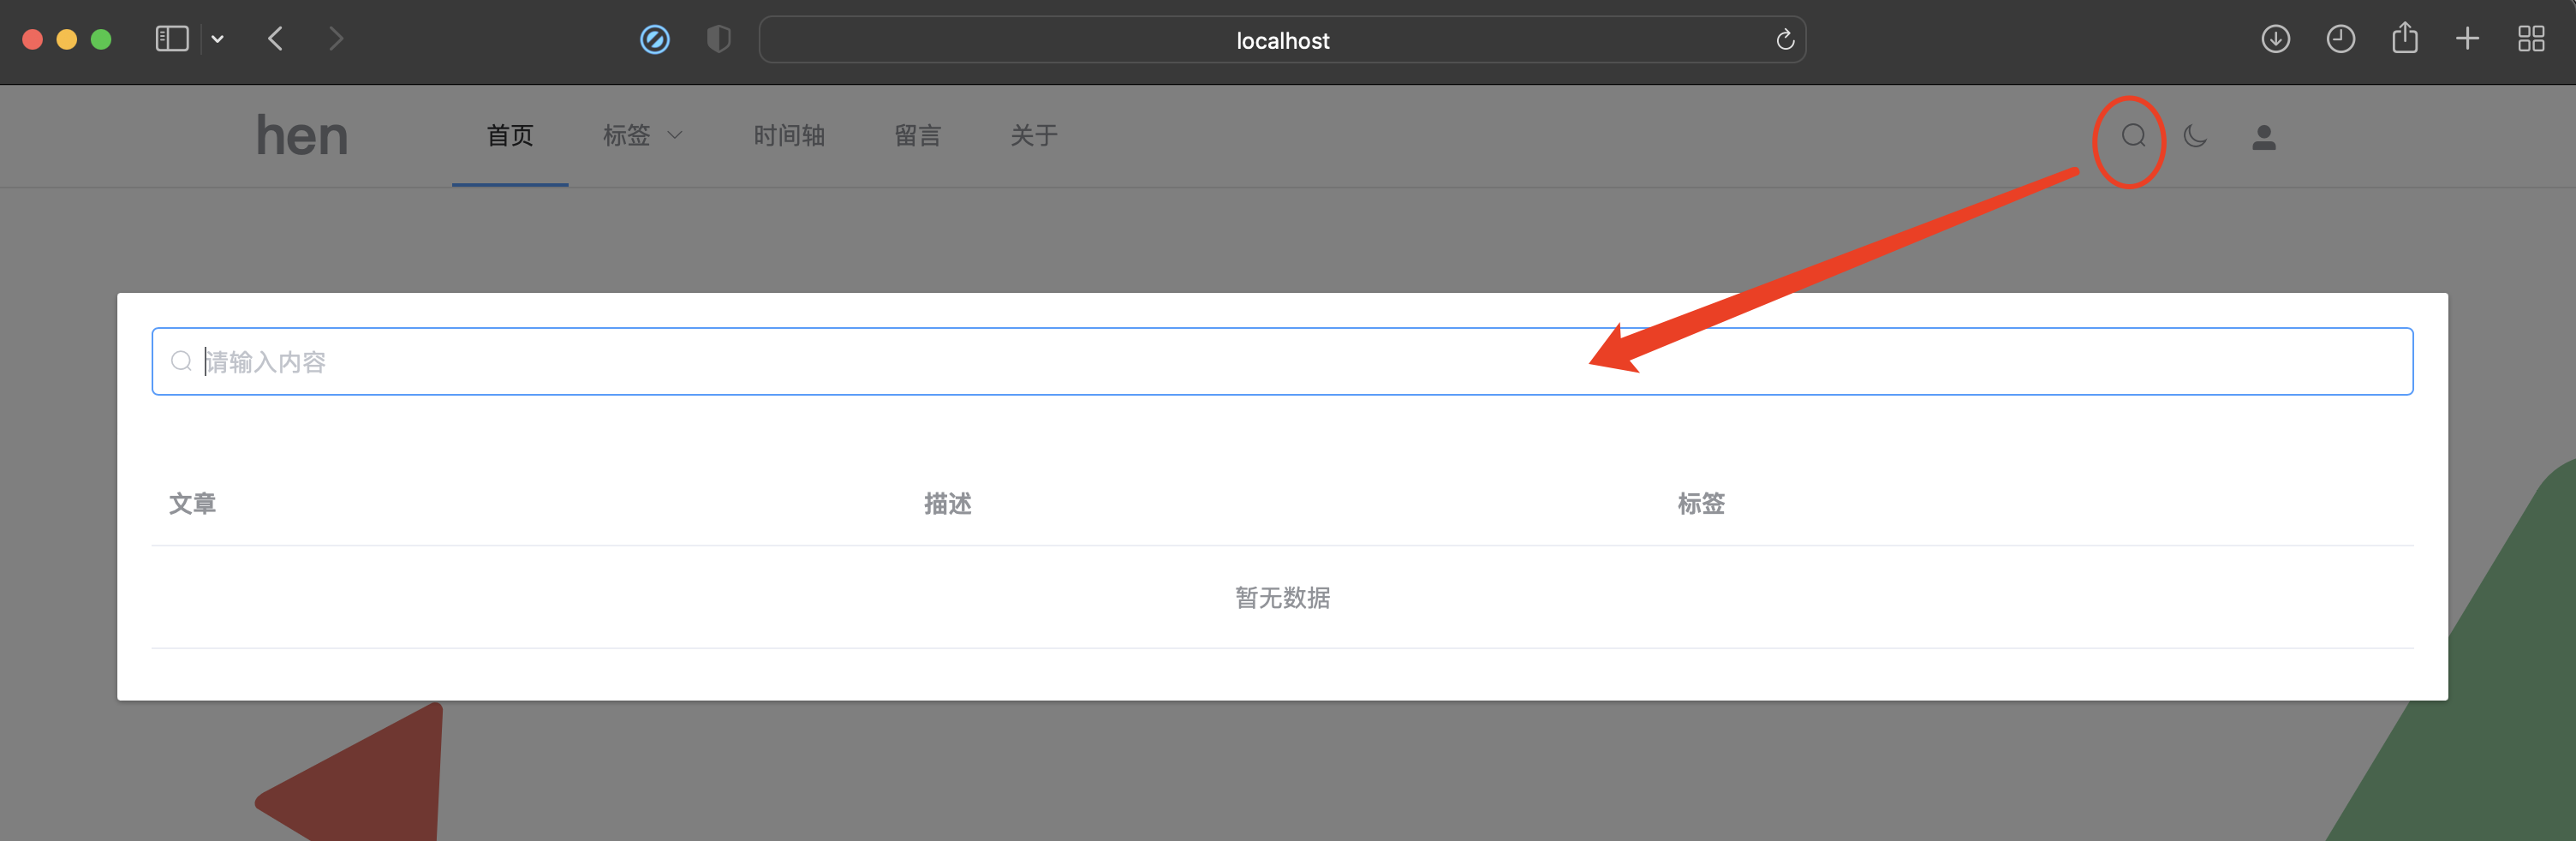 localhost
hen 首页 标签 时间轴 留言 关于
请输入内容
文章 描述 标签
暂无数据